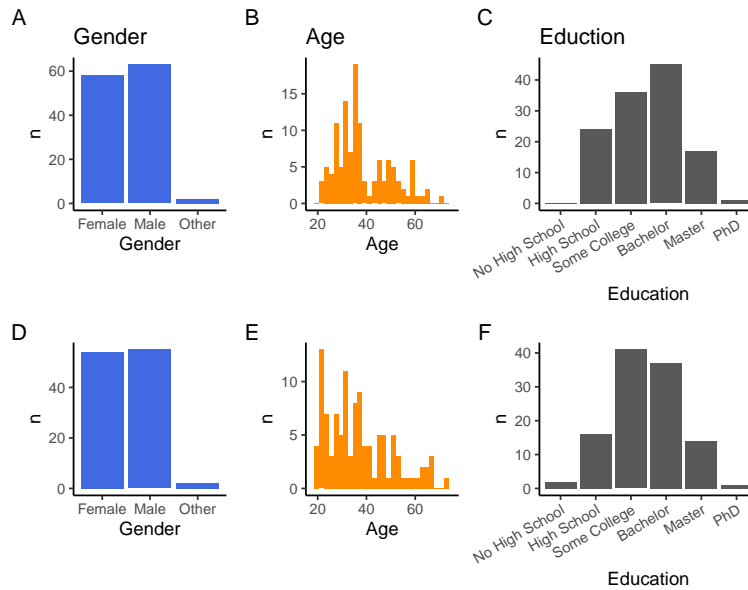 A
Gender
n
60
40
20
0
Female Male Other
Gender
B
Age
n
15
10
5
0
20 40 60
Age
C
Eduction
n
40
30
20
10
0
No High School
High School
Some College
Bachelor
Master
PhD
Education
D
n
40
20
0
Female Male Other
Gender
E
n
10
5
0
20 40 60
Age
F
n
40
30
20
10
0
No High School
High School
Some College
Bachelor
Master
PhD
Education